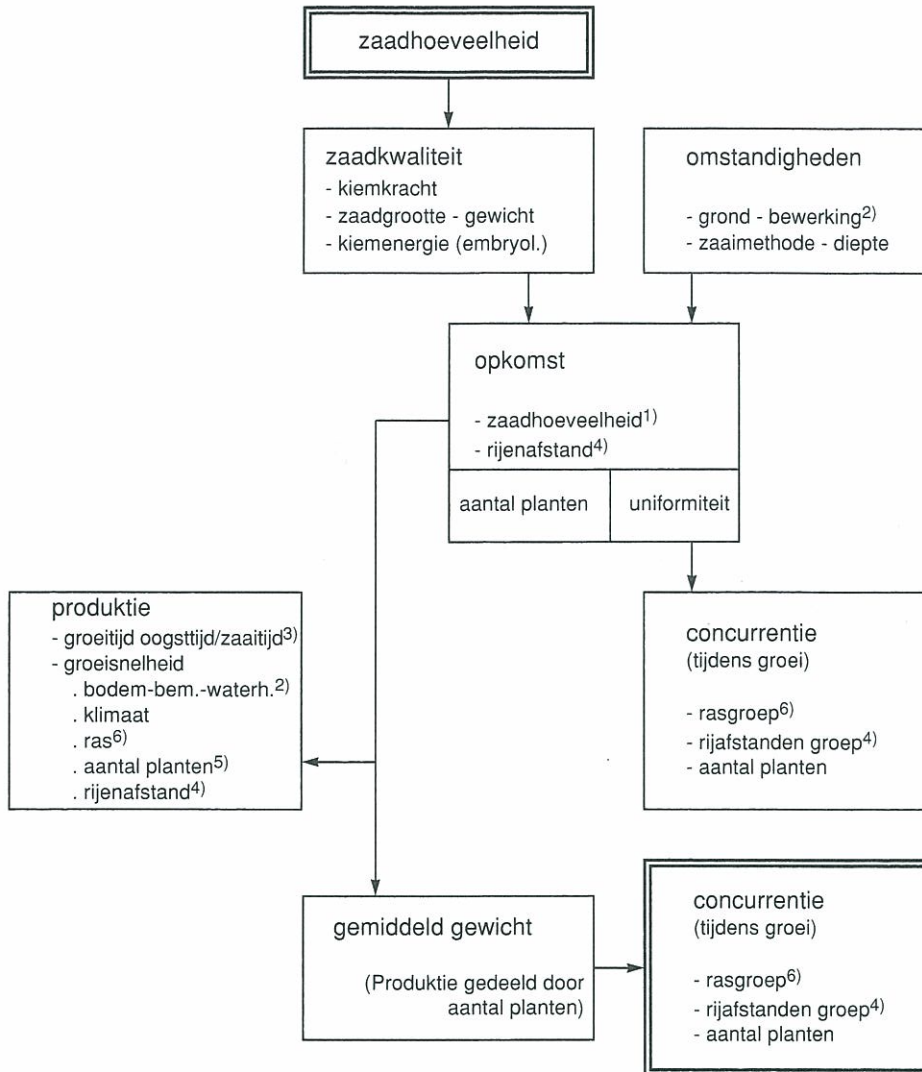 zaadhoeveelheid
zaadkwaliteit
- kiemkracht
- zaadgrootte - gewicht
- kiemenergie (embryol.)
omstandigheden
- grond - bewerking2)
- zaaimethode - diepte
opkomst
- zaadhoeveelheid1)
- rijenafstand4)
aantal planten
uniformiteit
produktie
- groeitijd oogsttijd/zaaitijd3)
- groeisnelheid
. bodem-bem.-waterh.2)
. klimaat
. ras6)
. aantal planten5)
. rijenafstand4)
concurrentie
(tijdens groei)
- rasgroep6)
- rijafstanden groep4)
- aantal planten
gemiddeld gewicht
(Produktie gedeeld door
aantal planten)
concurrentie
(tijdens groei)
- rasgroep6)
- rijafstanden groep4)
- aantal planten